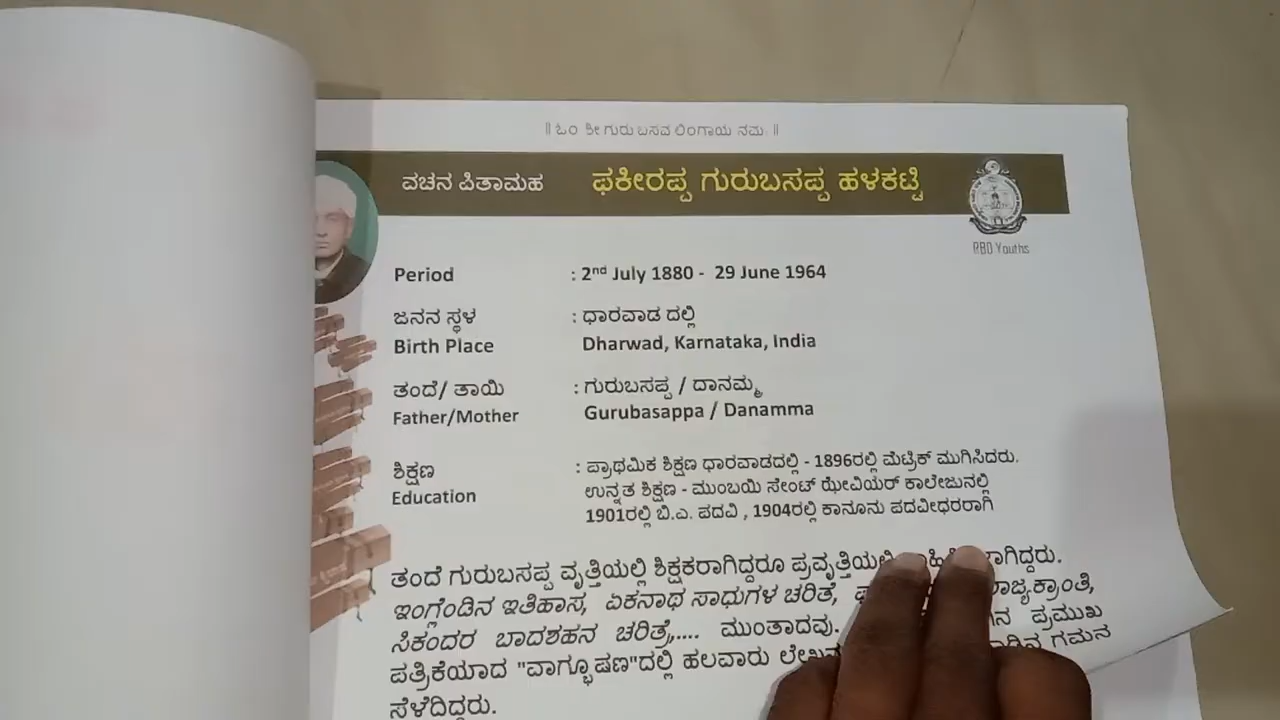 ॥ ಓಂ ಶ್ರೀ ಗುರು ಬಸವ ಲಿಂಗಾಯ ನಮಃ ॥
ವಚನ ಪಿತಾಮಹ ಫಕೀರಪ್ಪ ಗುರುಬಸಪ್ಪ ಹಳಕಟ್ಟಿ
RBD Youths
Period : 2nd July 1880 - 29 June 1964
ಜನನ ಸ್ಥಳ : ಧಾರವಾಡ ದಲ್ಲಿ
Birth Place Dharwad, Karnataka, India
ತಂದೆ/ ತಾಯಿ : ಗುರುಬಸಪ್ಪ / ದಾನಮ್ಮ
Father/Mother Gurubasappa / Danamma
ಶಿಕ್ಷಣ : ಪ್ರಾಥಮಿಕ ಶಿಕ್ಷಣ ಧಾರವಾಡದಲ್ಲಿ - 1896ರಲ್ಲಿ ಮೆಟ್ರಿಕ್ ಮುಗಿಸಿದರು.
Education ಉನ್ನತ ಶಿಕ್ಷಣ - ಮುಂಬಯಿ ಸೇಂಟ್ ಝೇವಿಯರ್ ಕಾಲೇಜುನಲ್ಲಿ
1901ರಲ್ಲಿ ಬಿ.ಎ. ಪದವಿ , 1904ರಲ್ಲಿ ಕಾನೂನು ಪದವೀಧರರಾಗಿ
ತಂದೆ ಗುರುಬಸಪ್ಪ ವೃತ್ತಿಯಲ್ಲಿ ಶಿಕ್ಷಕರಾಗಿದ್ದರೂ
ಇಂಗ್ಲೆಂಡಿನ ಇತಿಹಾಸ, ಏಕನಾಥ ಸಾಧುಗಳ ಚರಿತೆ, ರಾಜ್ಯಕ್ರಾಂತಿ,
ಸಿಕಂದರ ಬಾದಶಹನ ಚರಿತ್ರೆ,.... ಮುಂತಾದವು. ಪ್ರಮುಖ
ಪತ್ರಿಕೆಯಾದ "ವಾಗ್ಭೂಷಣ"ದಲ್ಲಿ ಹಲವಾರು ಗಮನ
ಸೆಳೆದಿದ್ದರು.